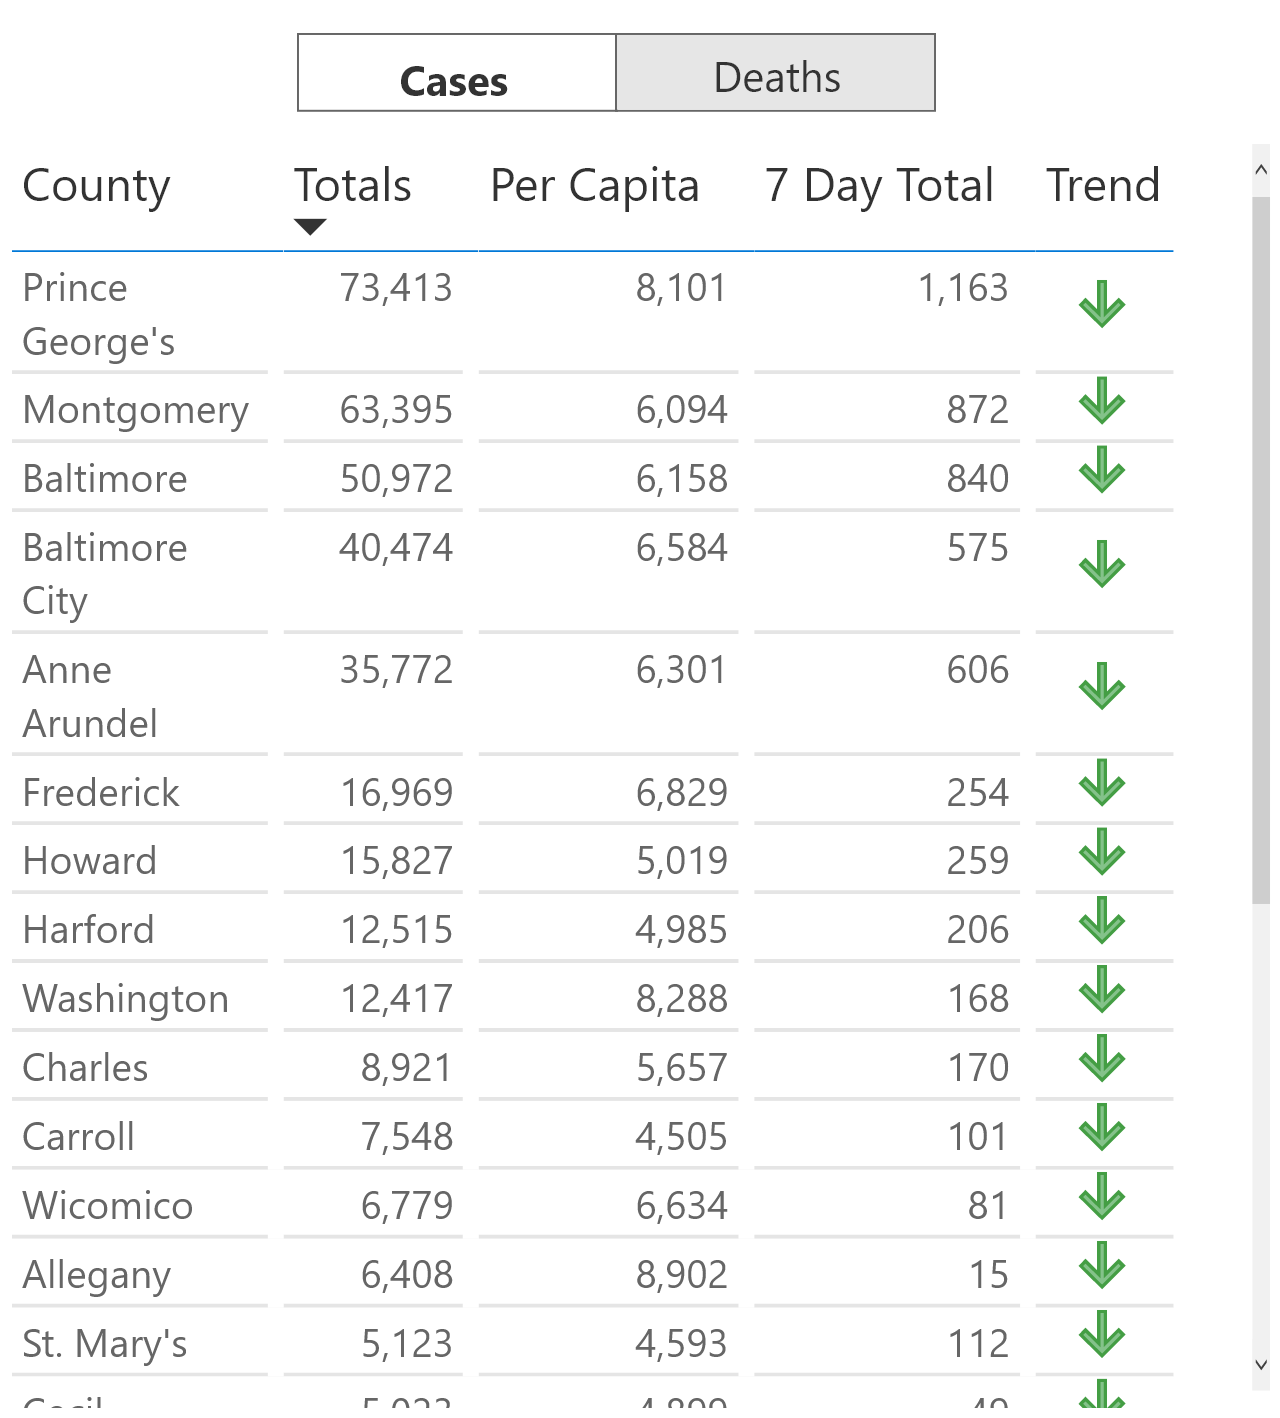 Cases Deaths
County Totals Per Capita 7 Day Total Trend
Prince 73,413 8,101 1,163
George's
Montgomery 63,395 6,094 872
Baltimore 50,972 6,158 840
Baltimore 40,474 6,584 575
City
Anne 35,772 6,301 606
Arundel
Frederick 16,969 6,829 254
Howard 15,827 5,019 259
Harford 12,515 4,985 206
Washington 12,417 8,288 168
Charles 8,921 5,657 170
Carroll 7,548 4,505 101
Wicomico 6,779 6,634 81
Allegany 6,408 8,902 15
St. Mary's 5,123 4,593 112
Cecil